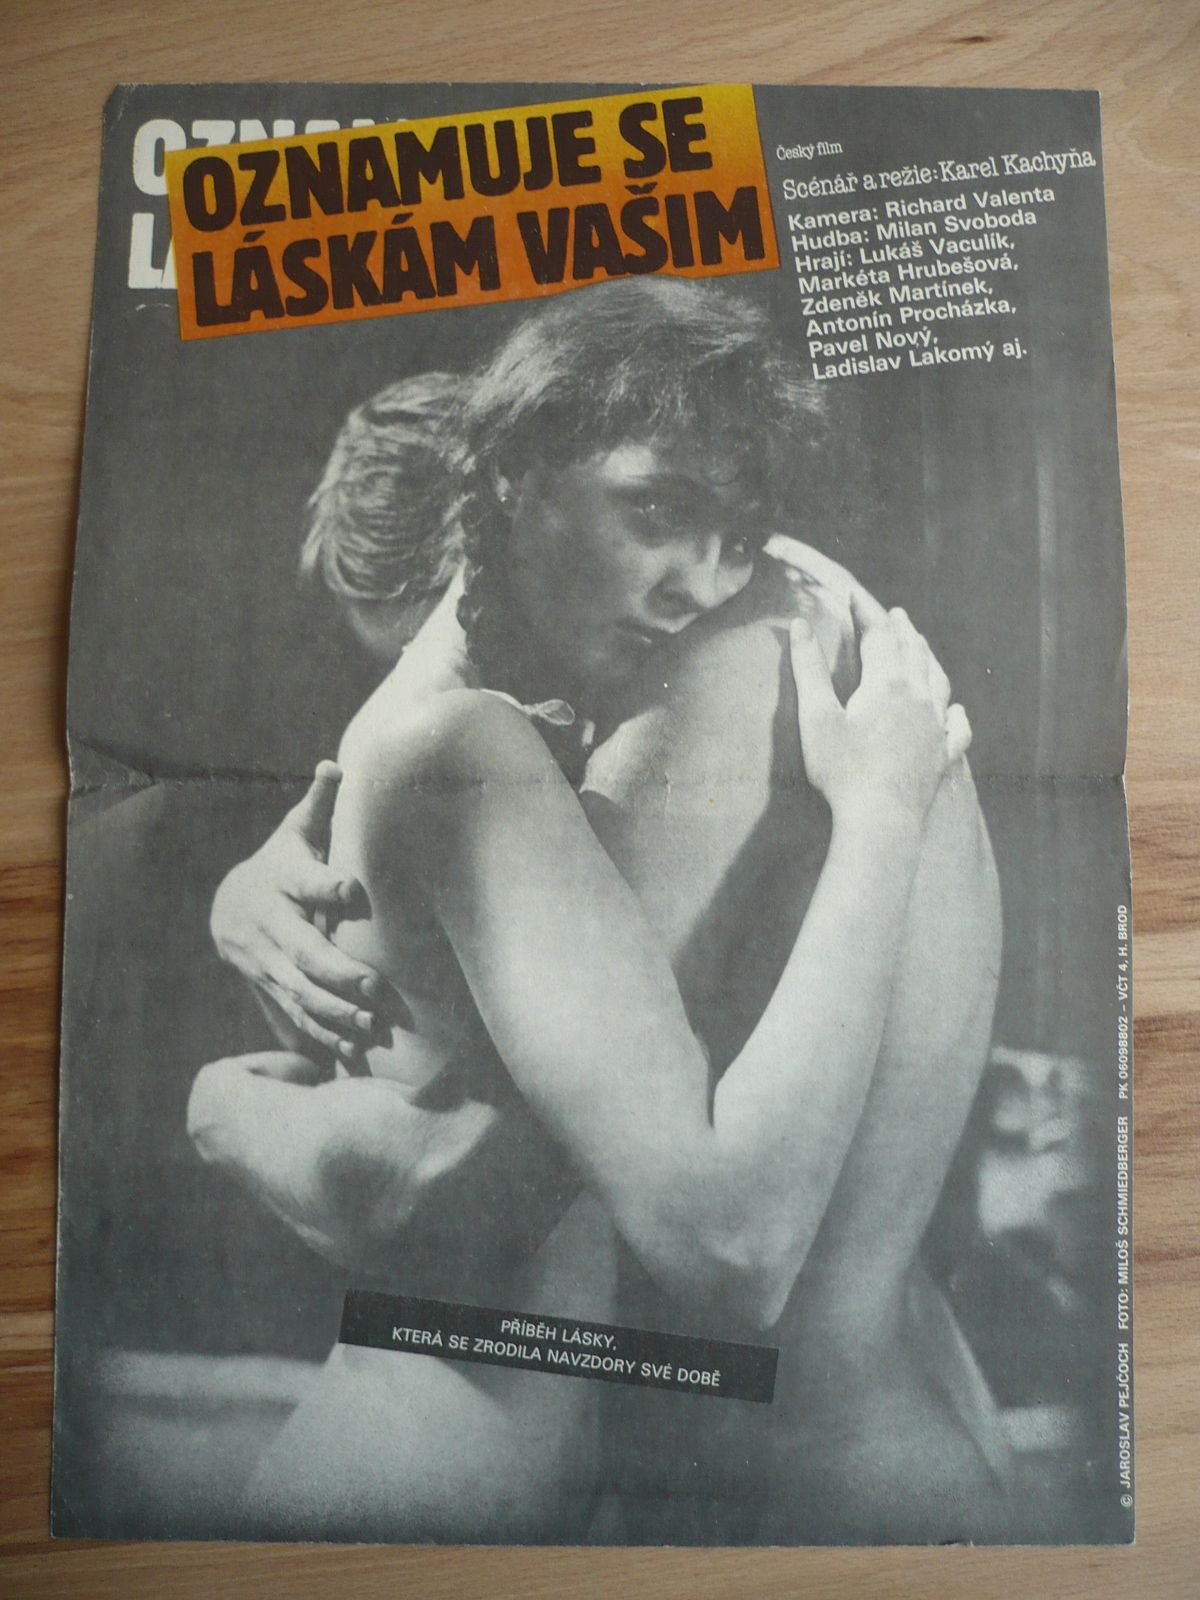 OZNAMUJE SE
LÁSKÁM VAŠIM
Český film
Scénář a režie: Karel Kachyňa
Kamera: Richard Valenta
Hudba: Milan Svoboda
Hrají: Lukáš Vaculík,
Markéta Hrubešová,
Zdeněk Martínek,
Antonín Procházka,
Pavel Nový,
Ladislav Lakomý aj.
PŘÍBĚH LÁSKY,
KTERÁ SE ZRODILA NAVZDORY SVÉ DOBĚ
© JAROSLAV PEJČOCH FOTO: MILOŠ SCHMIEDBERGER PK 06098802 – VČT 4, H. BROD